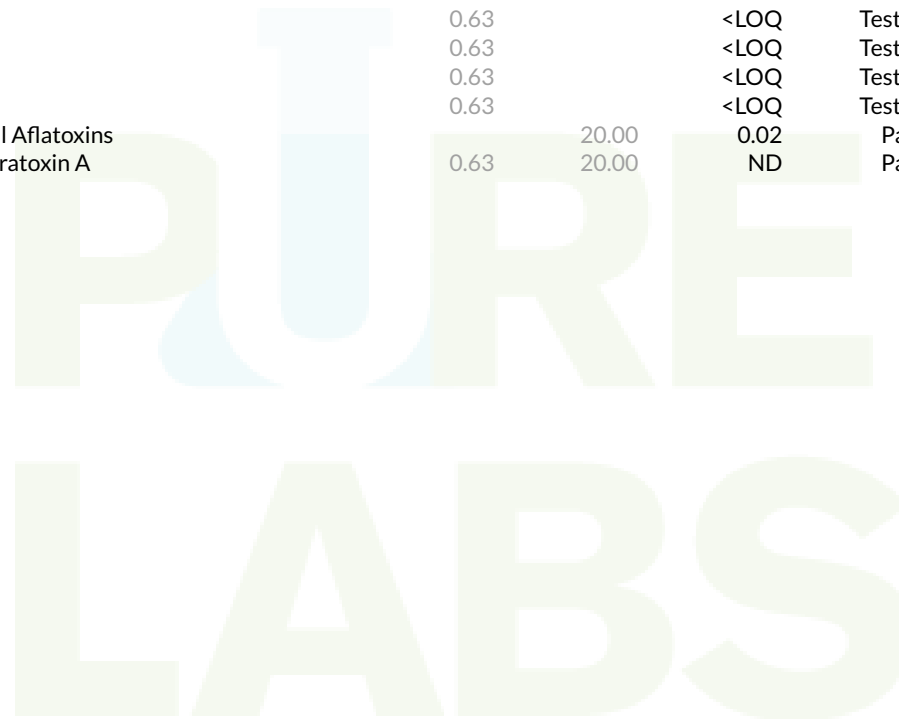 0.63 <LOQ Test
0.63 <LOQ Test
0.63 <LOQ Test
0.63 <LOQ Test
l Aflatoxins 20.00 0.02 Pa
ratoxin A 0.63 20.00 ND Pa
PURE
LABS